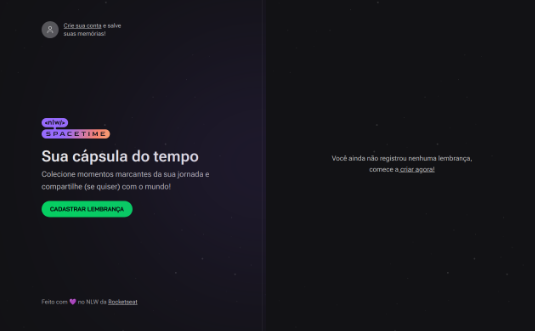 Crie sua conta e salve
suas memórias!
<nlw/>
SPACETIME
Sua cápsula do tempo
Colecione momentos marcantes da sua jornada e
compartilhe (se quiser) com o mundo!
CADASTRAR LEMBRANÇA
Feito com 💜 no NLW da Rocketseat
Você ainda não registrou nenhuma lembrança,
comece a criar agora!